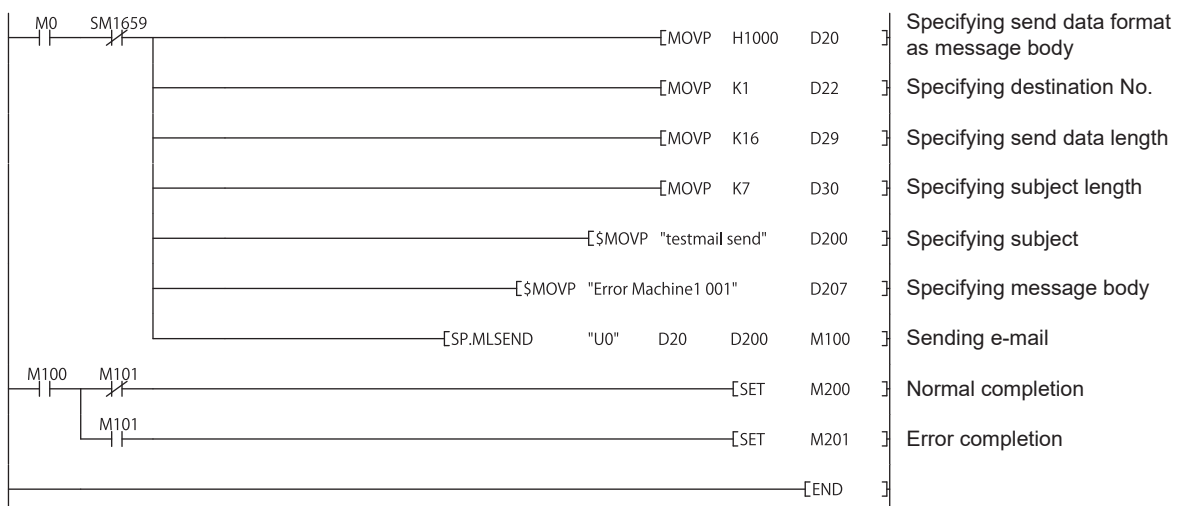 M0 SM1659 MOVP H1000 D20 Specifying send data format
as message body
MOVP K1 D22 Specifying destination No.
MOVP K16 D29 Specifying send data length
MOVP K7 D30 Specifying subject length
$MOVP "testmail send" D200 Specifying subject
$MOVP "Error Machine1 001" D207 Specifying message body
SP.MLSEND "U0" D20 D200 M100 Sending e-mail
M100 M101 SET M200 Normal completion
M101 SET M201 Error completion
END